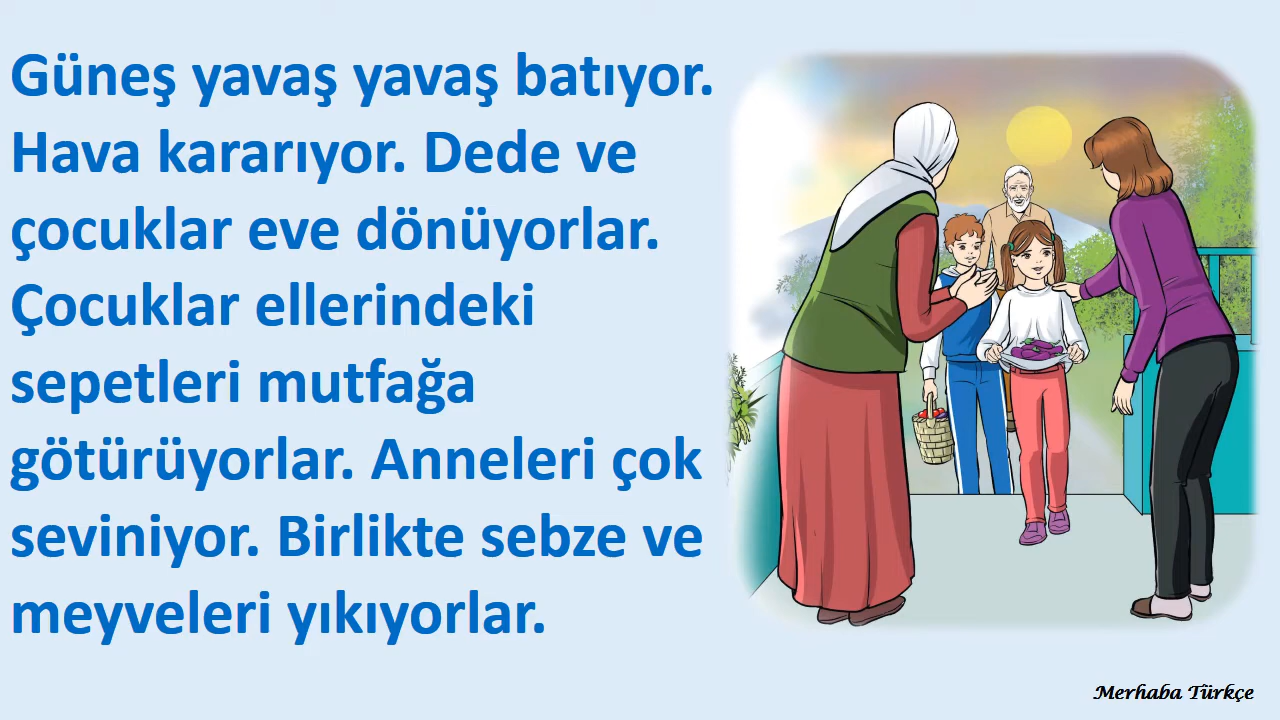 Güneş yavaş yavaş batıyor.
Hava kararıyor. Dede ve
çocuklar eve dönüyorlar.
Çocuklar ellerindeki
sepetleri mutfağa
götürüyorlar. Anneleri çok
seviniyor. Birlikte sebze ve
meyveleri yıkıyorlar.
Merhaba Türkçe